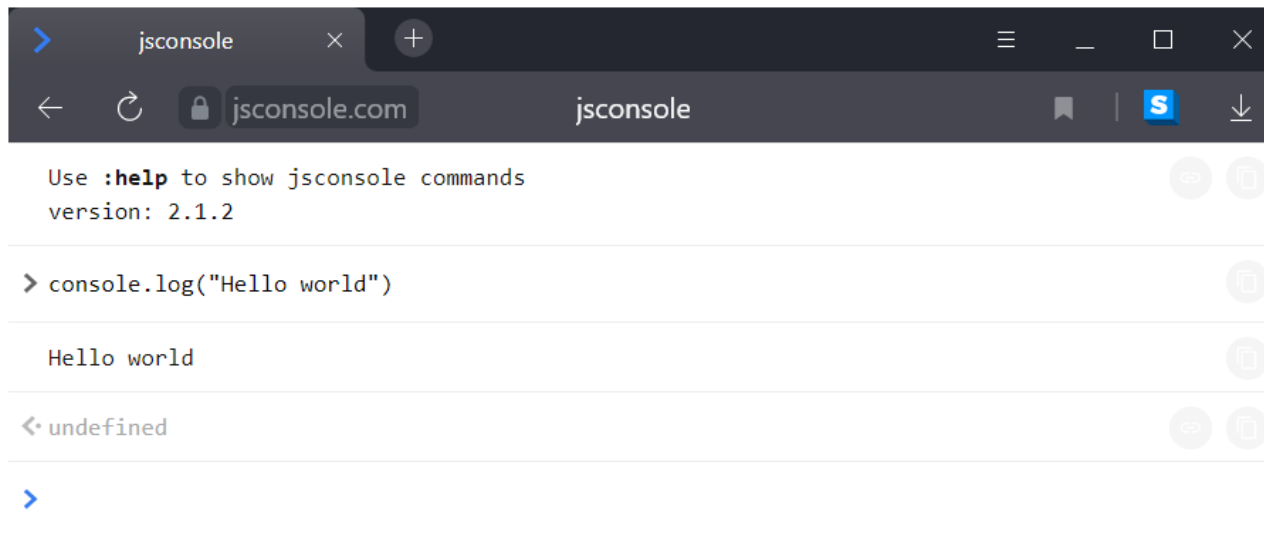 jsconsole
jsconsole.com jsconsole S
Use :help to show jsconsole commands
version: 2.1.2
console.log("Hello world")
Hello world
undefined